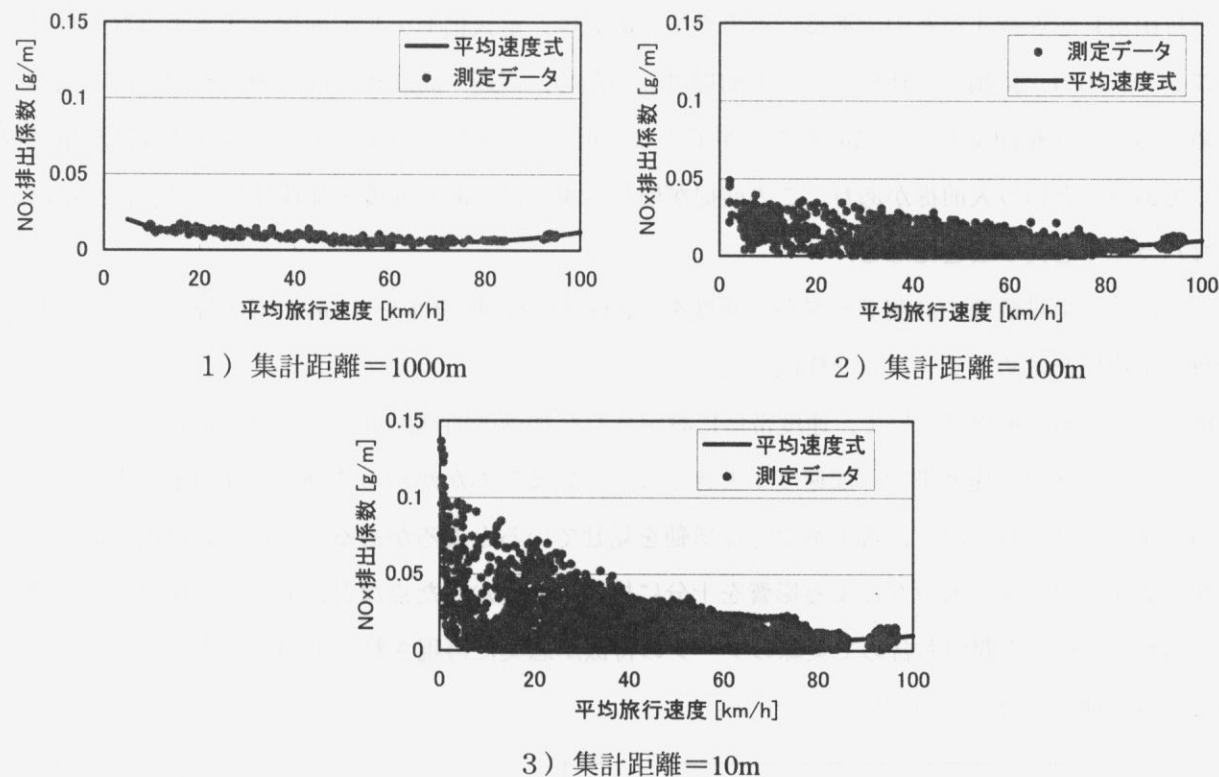 0.15
0.1
0.05
0
NOx排出係数 [g/m]
平均速度式
測定データ
0 20 40 60 80 100
平均旅行速度 [km/h]
1) 集計距離=1000m
0.15
0.1
0.05
0
NOx排出係数 [g/m]
測定データ
平均速度式
0 20 40 60 80 100
平均旅行速度 [km/h]
2) 集計距離=100m
0.15
0.1
0.05
0
NOx排出係数 [g/m]
平均速度式
測定データ
0 20 40 60 80 100
平均旅行速度 [km/h]
3) 集計距離=10m